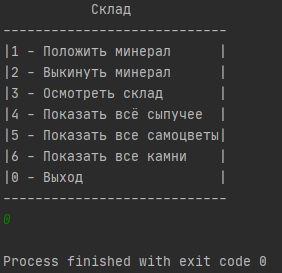 Склад
----------------------------
|1 – Положить минерал      |
|2 – Выкинуть минерал      |
|3 – Осмотреть склад       |
|4 – Показать всё сыпучее  |
|5 – Показать все самоцветы|
|6 – Показать все камни    |
|0 – Выход                 |
----------------------------
0
Process finished with exit code 0